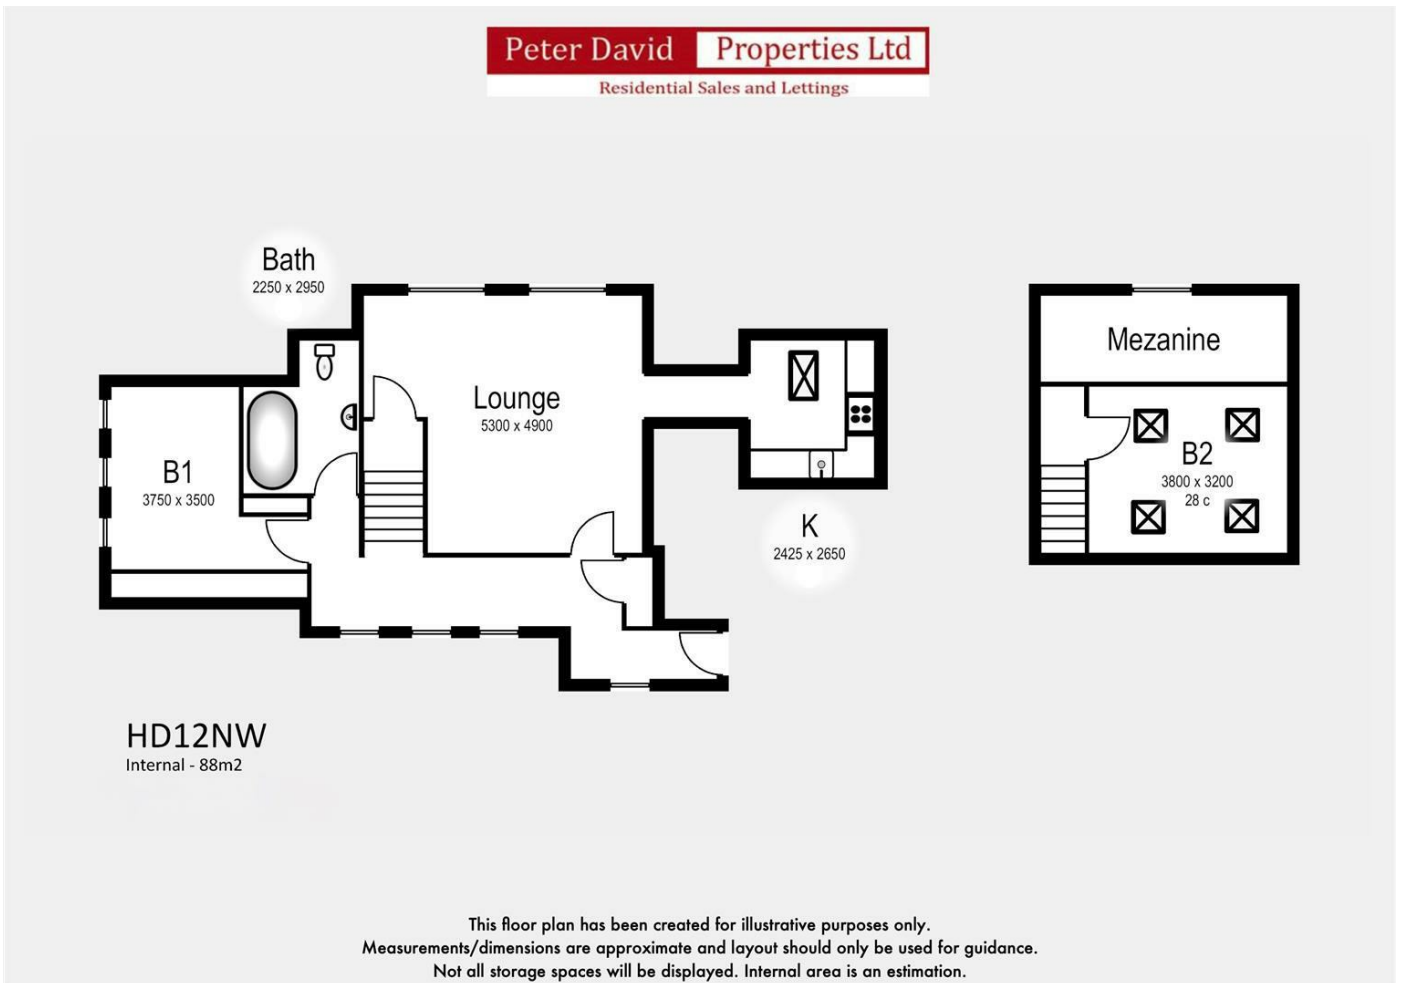 Peter David Properties Ltd
Residential Sales and Lettings
Bath
2250 x 2950
Lounge
5300 x 4900
B1
3750 x 3500
K
2425 x 2650
Mezanine
B2
3800 x 3200
28 c
HD12NW
Internal - 88m2
This floor plan has been created for illustrative purposes only.
Measurements/dimensions are approximate and layout should only be used for guidance.
Not all storage spaces will be displayed. Internal area is an estimation.